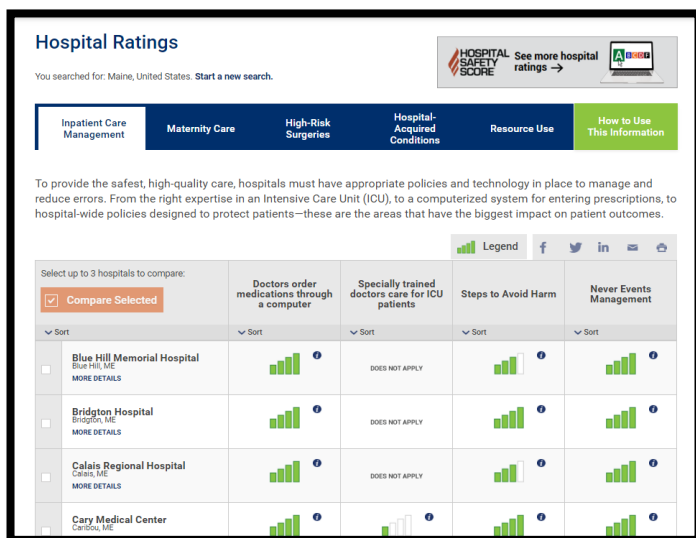 Hospital Ratings
You searched for: Maine, United States. Start a new search.
HOSPITAL SAFETY SCORE
See more hospital ratings →
A B C D F
Inpatient Care Management
Maternity Care
High-Risk Surgeries
Hospital-Acquired Conditions
Resource Use
How to Use This Information
To provide the safest, high-quality care, hospitals must have appropriate policies and technology in place to manage and
reduce errors. From the right expertise in an Intensive Care Unit (ICU), to a computerized system for entering prescriptions, to
hospital-wide policies designed to protect patients—these are the areas that have the biggest impact on patient outcomes.
Legend
Select up to 3 hospitals to compare:
Compare Selected
Doctors order medications through a computer
Specially trained doctors care for ICU patients
Steps to Avoid Harm
Never Events Management
Sort
Sort
Sort
Sort
Sort
Blue Hill Memorial Hospital
Blue Hill, ME
MORE DETAILS
DOES NOT APPLY
Bridgton Hospital
Bridgton, ME
MORE DETAILS
DOES NOT APPLY
Calais Regional Hospital
Calais, ME
MORE DETAILS
DOES NOT APPLY
Cary Medical Center
Caribou, ME